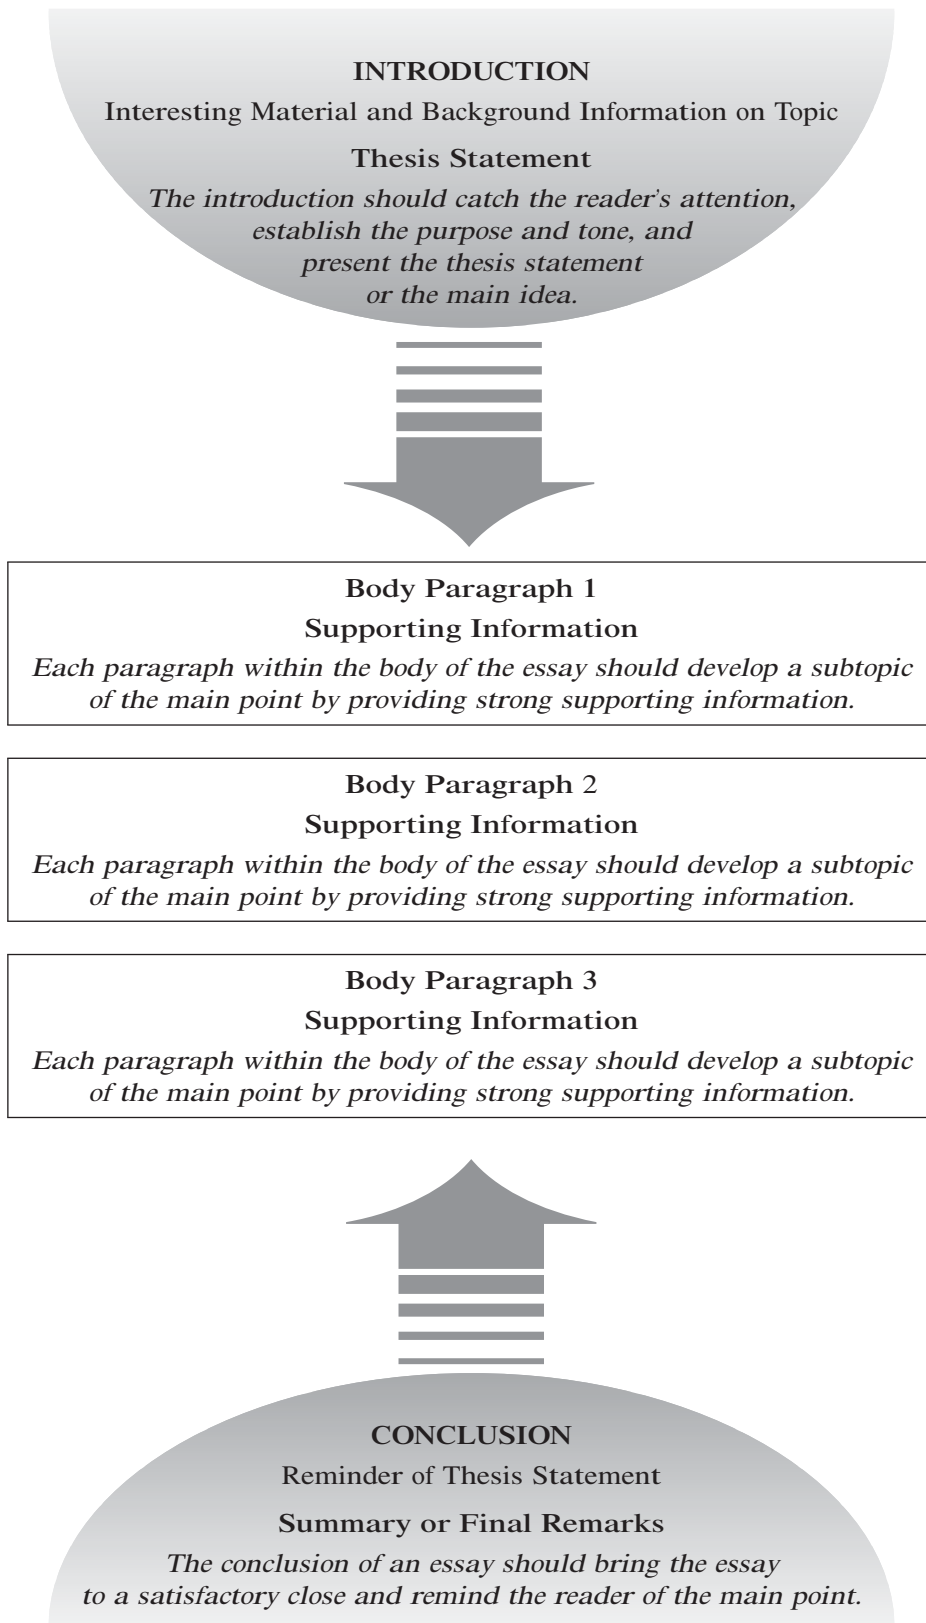 INTRODUCTION
Interesting Material and Background Information on Topic
Thesis Statement
The introduction should catch the reader's attention,
establish the purpose and tone, and
present the thesis statement
or the main idea.
Body Paragraph 1
Supporting Information
Each paragraph within the body of the essay should develop a subtopic
of the main point by providing strong supporting information.
Body Paragraph 2
Supporting Information
Each paragraph within the body of the essay should develop a subtopic
of the main point by providing strong supporting information.
Body Paragraph 3
Supporting Information
Each paragraph within the body of the essay should develop a subtopic
of the main point by providing strong supporting information.
CONCLUSION
Reminder of Thesis Statement
Summary or Final Remarks
The conclusion of an essay should bring the essay
to a satisfactory close and remind the reader of the main point.